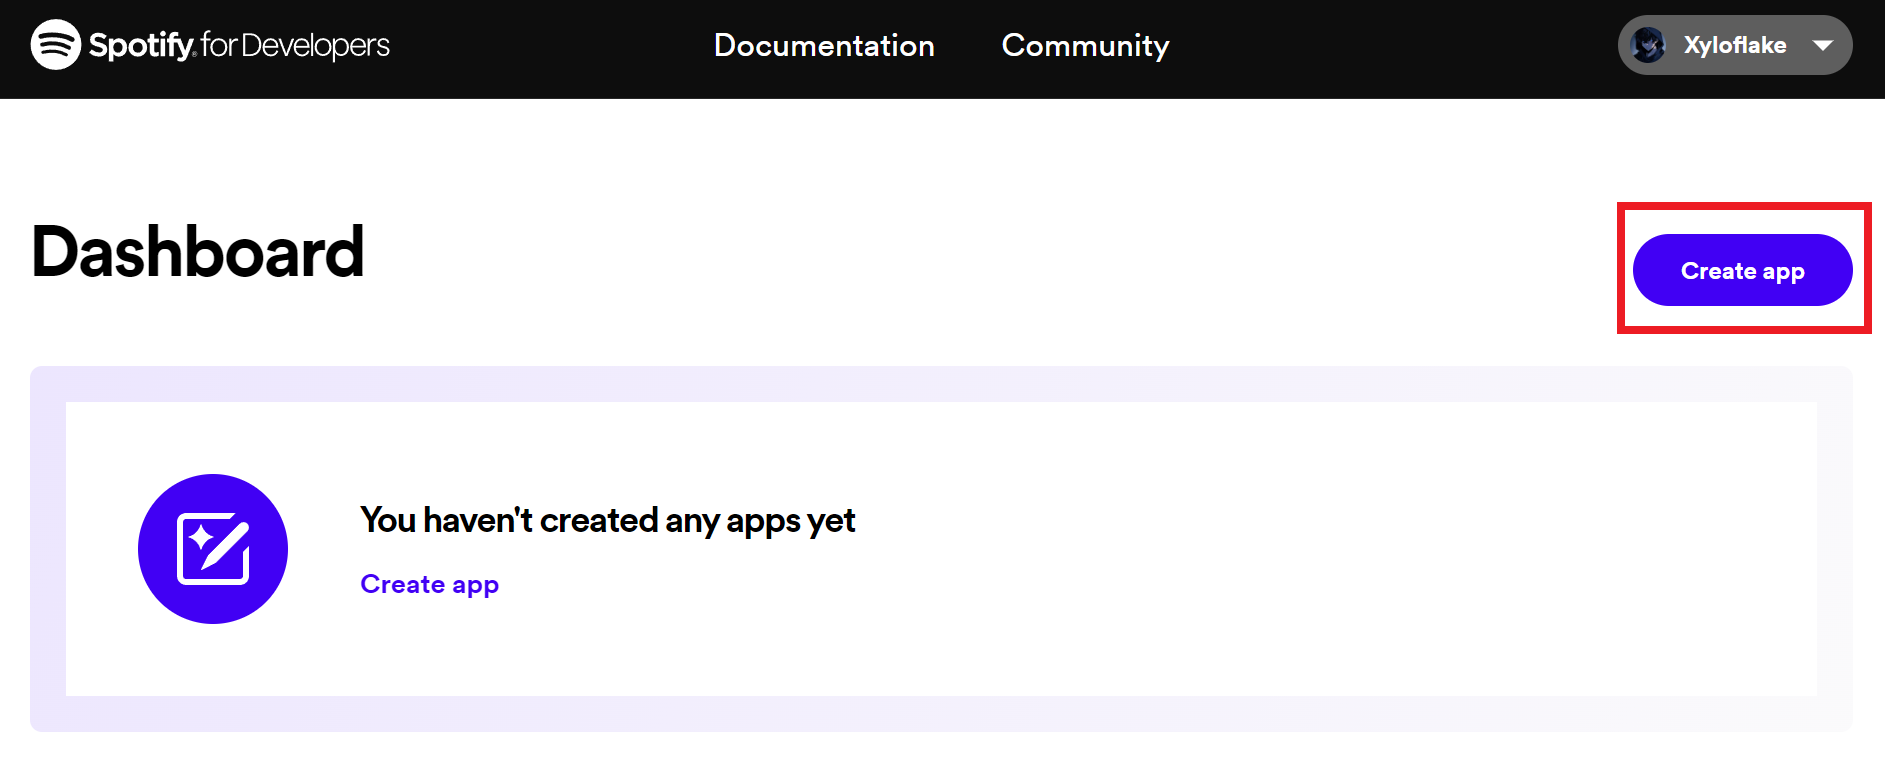 Spotify® for Developers
Documentation
Community
Xyloflake
Dashboard
Create app
You haven't created any apps yet
Create app